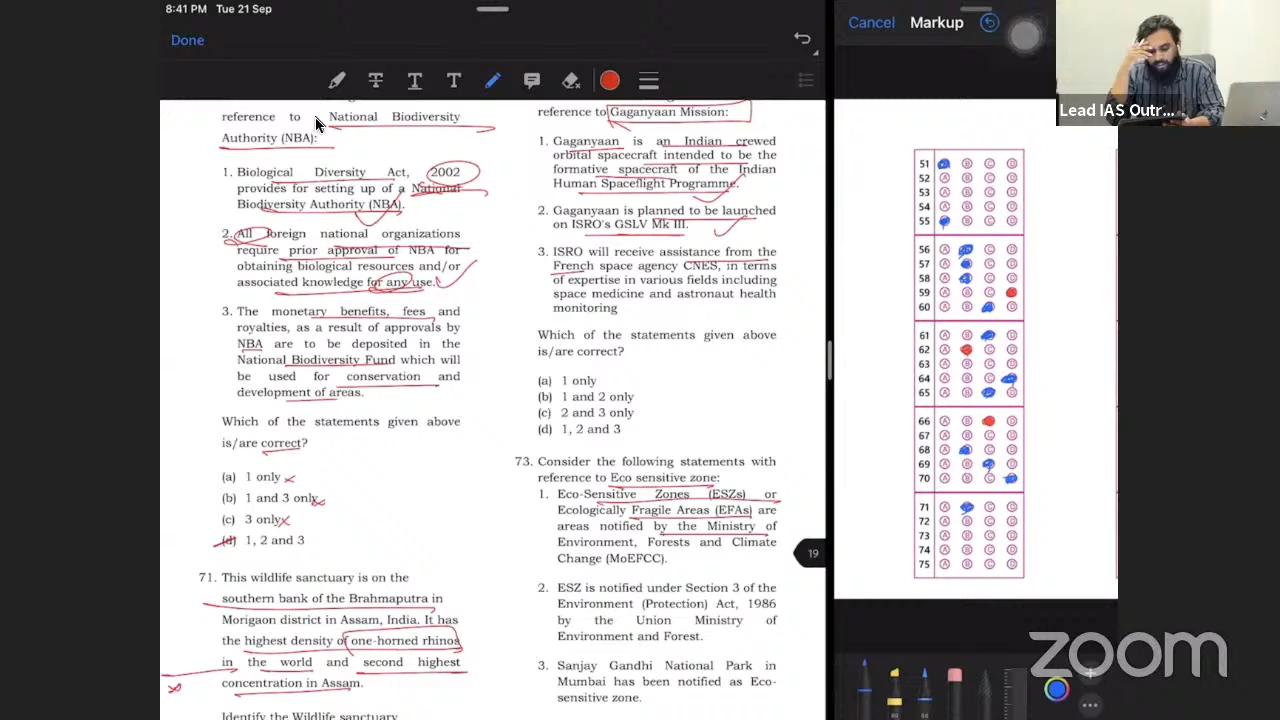 8:41 PM Tue 21 Sep
Done
reference to National Biodiversity
Authority (NBA):
1. Biological Diversity Act, 2002
provides for setting up of a National
Biodiversity Authority (NBA).
2. All foreign national organizations
require prior approval of NBA for
obtaining biological resources and/or
associated knowledge for any use.
3. The monetary benefits, fees and
royalties, as a result of approvals by
NBA are to be deposited in the
National Biodiversity Fund which will
be used for conservation and
development of areas.
Which of the statements given above
is/are correct?
(a) 1 only
(b) 1 and 3 only
(c) 3 only
(d) 1, 2 and 3
71. This wildlife sanctuary is on the
southern bank of the Brahmaputra in
Morigaon district in Assam, India. It has
the highest density of one-horned rhinos
in the world and second highest
concentration in Assam.
Identify the Wildlife sanctuary
reference to Gaganyaan Mission:
1. Gaganyaan is an Indian crewed
orbital spacecraft intended to be the
formative spacecraft of the Indian
Human Spaceflight Programme.
2. Gaganyaan is planned to be launched
on ISRO's GSLV Mk III.
3. ISRO will receive assistance from the
French space agency CNES, in terms
of expertise in various fields including
space medicine and astronaut health
monitoring
Which of the statements given above
is/are correct?
(a) 1 only
(b) 1 and 2 only
(c) 2 and 3 only
(d) 1, 2 and 3
73. Consider the following statements with
reference to Eco sensitive zone:
1. Eco-Sensitive Zones (ESZs) or
Ecologically Fragile Areas (EFAs) are
areas notified by the Ministry of
Environment, Forests and Climate
Change (MoEFCC).
2. ESZ is notified under Section 3 of the
Environment (Protection) Act, 1986
by the Union Ministry of
Environment and Forest.
3. Sanjay Gandhi National Park in
Mumbai has been notified as Eco-
sensitive zone.
19
Cancel Markup
Lead IAS Outr...
51 B C D
52 A B C D
53 A B C D
54 A B C D
55 B C D
56 A C D
57 A C D
58 A C D
59 A B C
60 A B D
61 A B D
62 A C D
63 A B C D
64 A B C
65 A B D
66 A B D
67 A B C D
68 A C D
69 A B D
70 A B C
71 A C D
72 A B C D
73 A B C D
74 A B C D
75 A B C D
zoom